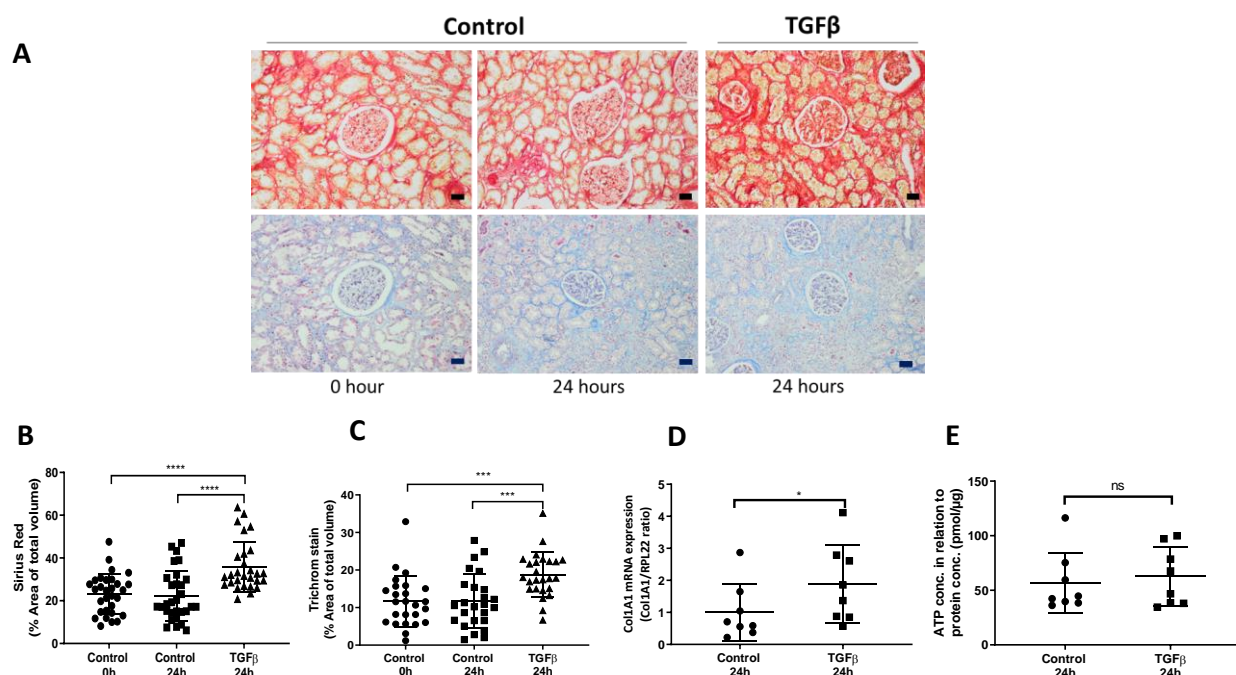 Control
TGFβ
A
0 hour
24 hours
24 hours
B
Sirius Red
(% Area of total volume)
80
60
40
20
0
****
****
Control
0h
Control
24h
TGFβ
24h
C
Trichrom stain
(% Area of total volume)
40
30
20
10
0
***
***
Control
0h
Control
24h
TGFβ
24h
D
Col1A1 mRNA expression
(Col1A1/RPL22 ratio)
5
4
3
2
1
0
*
Control
24h
TGFβ
24h
E
ATP conc. in relation to
protein conc. (pmol/µg)
150
100
50
0
ns
Control
24h
TGFβ
24h